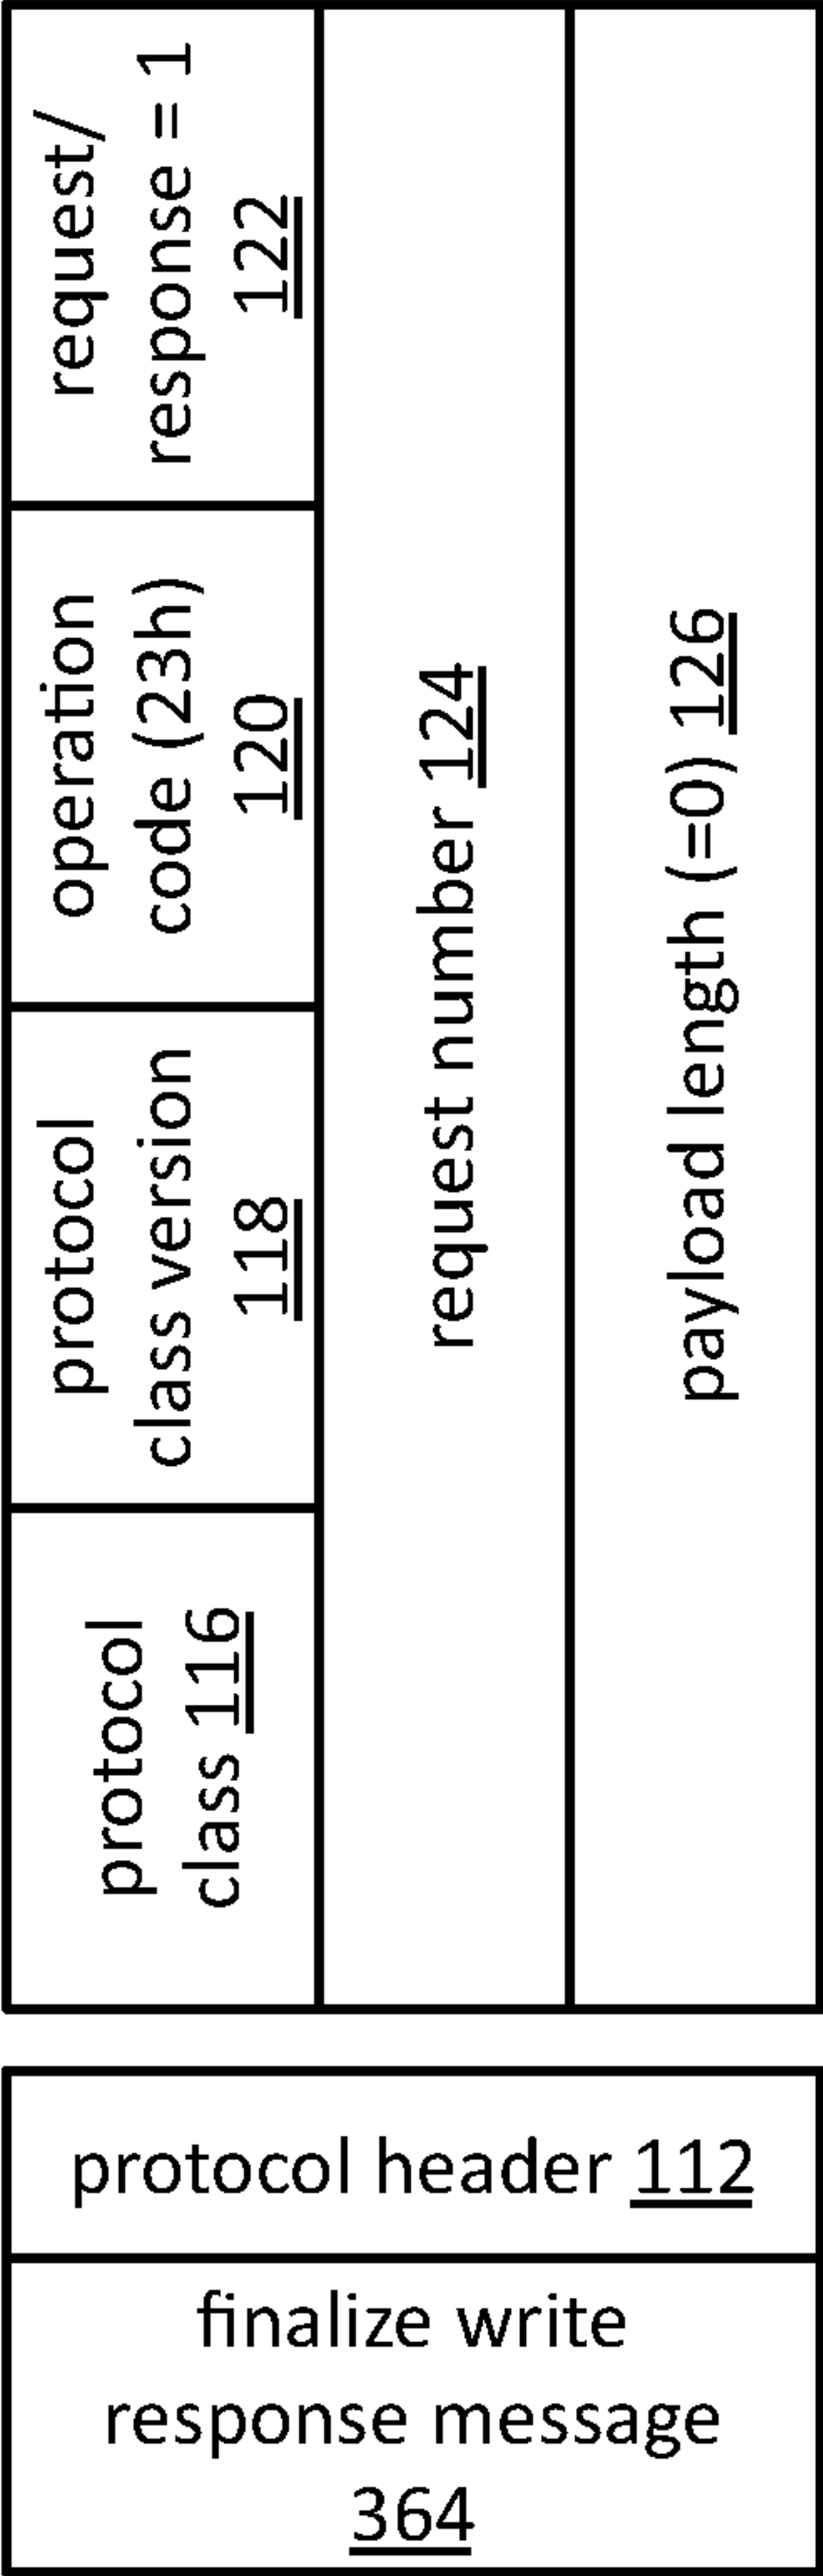 protocol
class 116
protocol
class version
118
operation
code (23h)
120
request/
response = 1
122
request number 124
payload length (=0) 126
protocol header 112
finalize write
response message
364